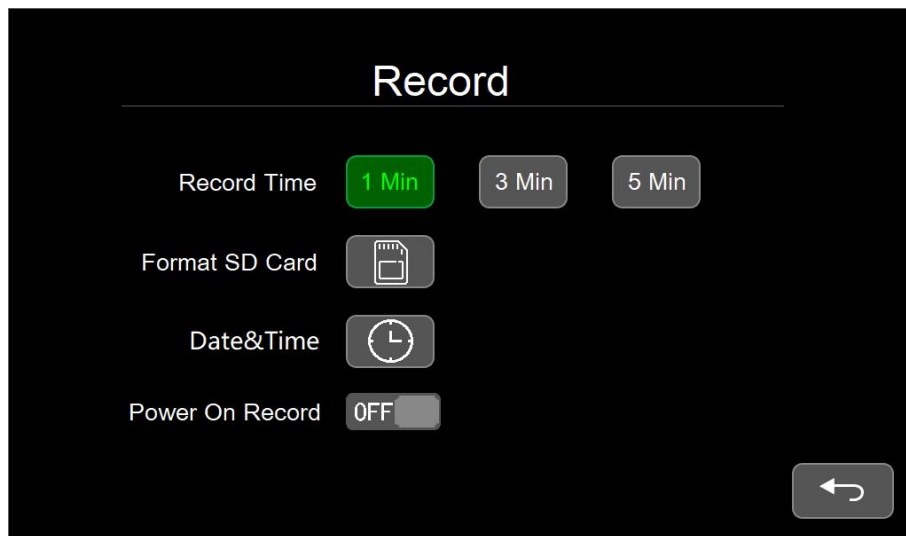 Record
Record Time 1 Min 3 Min 5 Min
Format SD Card
Date&Time
Power On Record OFF